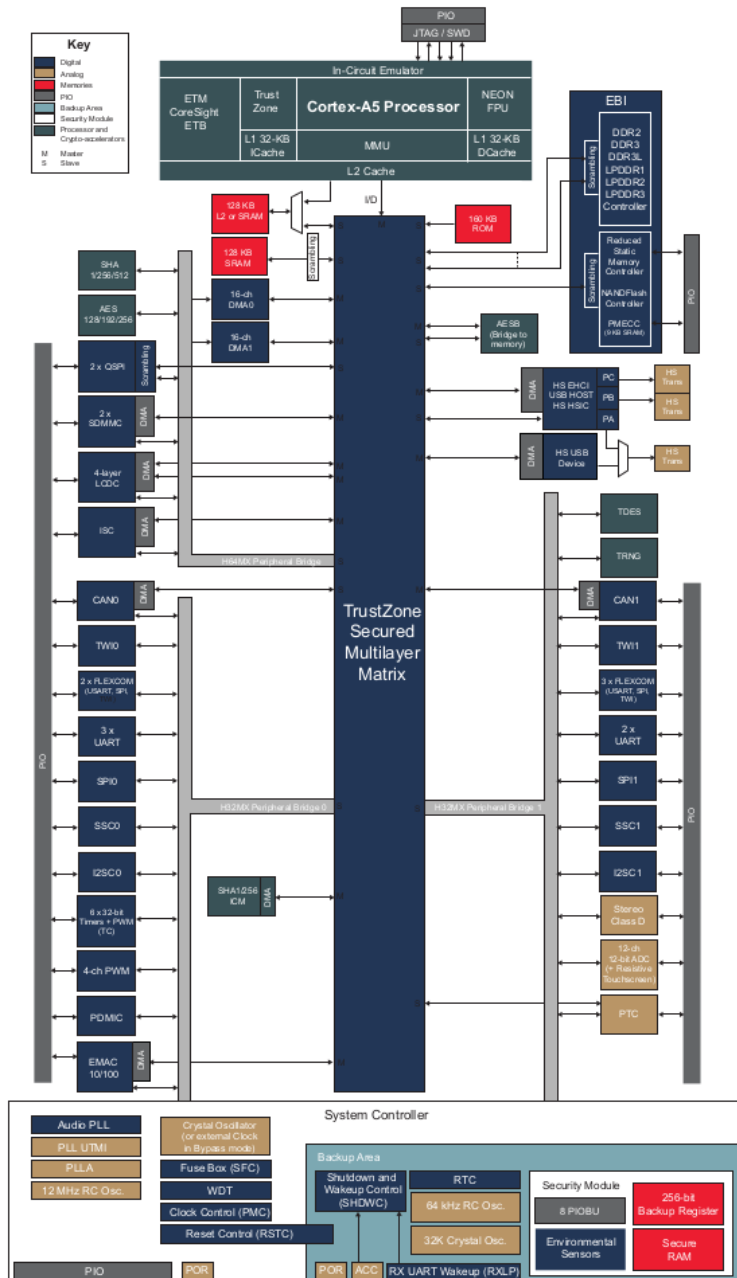 PIO
JTAG / SWD
Key
Digital
Analog
Memories
PIO
Backup Area
Security Module
Processor and
Crypto-accelerators
M Master
S Slave
In-Circuit Emulator
ETM
CoreSight
ETB
Trust
Zone
Cortex-A5 Processor
NEON
FPU
L1 32-KB
ICache
MMU
L1 32-KB
DCache
L2 Cache
I/D
EBI
DDR2
DDR3
DDR3L
LPDDR1
LPDDR2
LPDDR3
Controller
Scrambling
Reduced
Static
Memory
Controller
NANDFlash
Controller
PMECC
(9 KB SRAM)
Scrambling
PIO
128 KB
L2 or SRAM
128 KB
SRAM
Scrambling
160 KB
ROM
M
S
S
S
S
S
S
SHA
1/256/512
AES
128/192/256
16-ch
DMA0
M
16-ch
DMA1
M
AESB
(Bridge to
memory)
M
S
PIO
2 x QSPI
Scrambling
S
2 x
SDMMC
DMA
M
4-layer
LCDC
DMA
M
M
ISC
DMA
M
H64MX Peripheral Bridge
S
DMA
HS EHCI
USB HOST
HS HSIC
PC
PB
PA
HS
Trans
HS
Trans
M
M
DMA
HS USB
Device
HS
Trans
M
TDES
TRNG
CAN0
DMA
S
TWI0
2 x FLEXCOM
(USART, SPI,
3 x
UART
SPI0
SSC0
I2SC0
6 x 32-bit
Timers + PWM
(TC)
4-ch PWM
PDMIC
EMAC
10/100
DMA
M
TrustZone
Secured
Multilayer
Matrix
H32MX Peripheral Bridge 0
S
S
H32MX Peripheral Bridge 1
SHA1/256
ICM
DMA
M
M
DMA
CAN1
TWI1
3 x FLEXCOM
(USART, SPI,
TWI)
2 x
UART
SPI1
SSC1
I2SC1
Stereo
Class D
12-ch
12-bit ADC
(+ Resistive
Touchscreen)
PTC
S
PIO
System Controller
Audio PLL
PLL UTMI
PLLA
12 MHz RC Osc.
Crystal Oscillator
(or external Clock
in Bypass mode)
Fuse Box (SFC)
WDT
Clock Control (PMC)
Reset Control (RSTC)
PIO
POR
Backup Area
Shutdown and
Wakeup Control
(SHDWC)
RTC
64 kHz RC Osc.
32K Crystal Osc.
POR
ACC
RX UART Wakeup (RXLP)
Security Module
8 PIOBU
256-bit
Backup Register
Environmental
Sensors
Secure
RAM